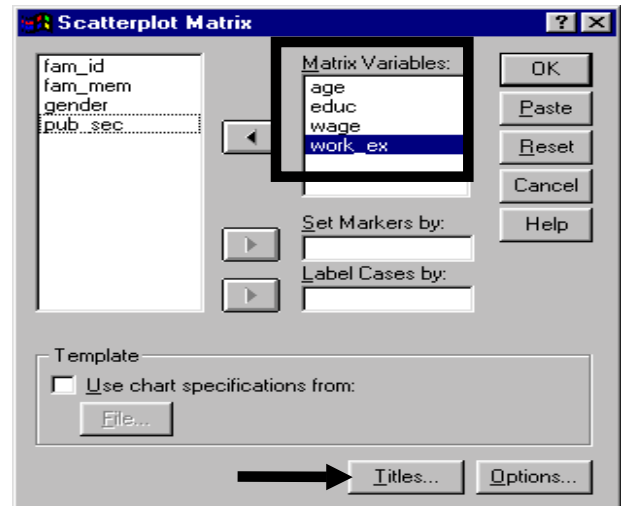 Scatterplot Matrix
fam_id
fam_mem
gender
pub_sec
Matrix Variables:
age
educ
wage
work_ex
Set Markers by:
Label Cases by:
OK
Paste
Reset
Cancel
Help
Template
Use chart specifications from:
File...
Titles...
Options...